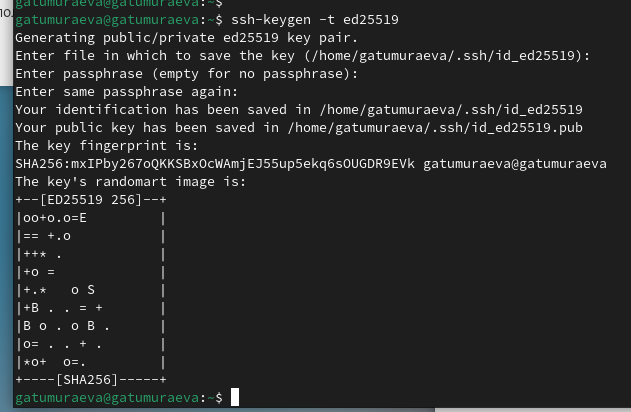 10.
gatumuraeva@gatumuraeva:~$
gatumuraeva@gatumuraeva:~$ ssh-keygen -t ed25519
Generating public/private ed25519 key pair.
Enter file in which to save the key (/home/gatumuraeva/.ssh/id_ed25519):
Enter passphrase (empty for no passphrase):
Enter same passphrase again:
Your identification has been saved in /home/gatumuraeva/.ssh/id_ed25519
Your public key has been saved in /home/gatumuraeva/.ssh/id_ed25519.pub
The key fingerprint is:
SHA256:mxIPby267oQKKSBxOcWAmjEJ55up5ekq6sOUGDR9EVk gatumuraeva@gatumuraeva
The key's randomart image is:
+--[ED25519 256]--+
|oo+o.o=E         |
|== +.o           |
|++* .            |
|+o =             |
|+.*   o S        |
|+B . . = +       |
|B o . o B .      |
|o= . . + .       |
|*o+  o=.         |
+----[SHA256]-----+
gatumuraeva@gatumuraeva:~$